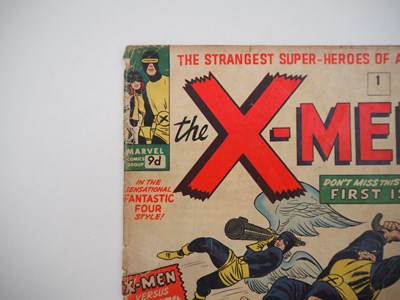 THE STRANGEST SUPER-HEROES OF A
1
the X-MEN
MARVEL
COMICS
GROUP
9d
IN THE
SENSATIONAL
FANTASTIC
FOUR
STYLE!
DON'T MISS THIS
FIRST IS
X-MEN
VERSUS